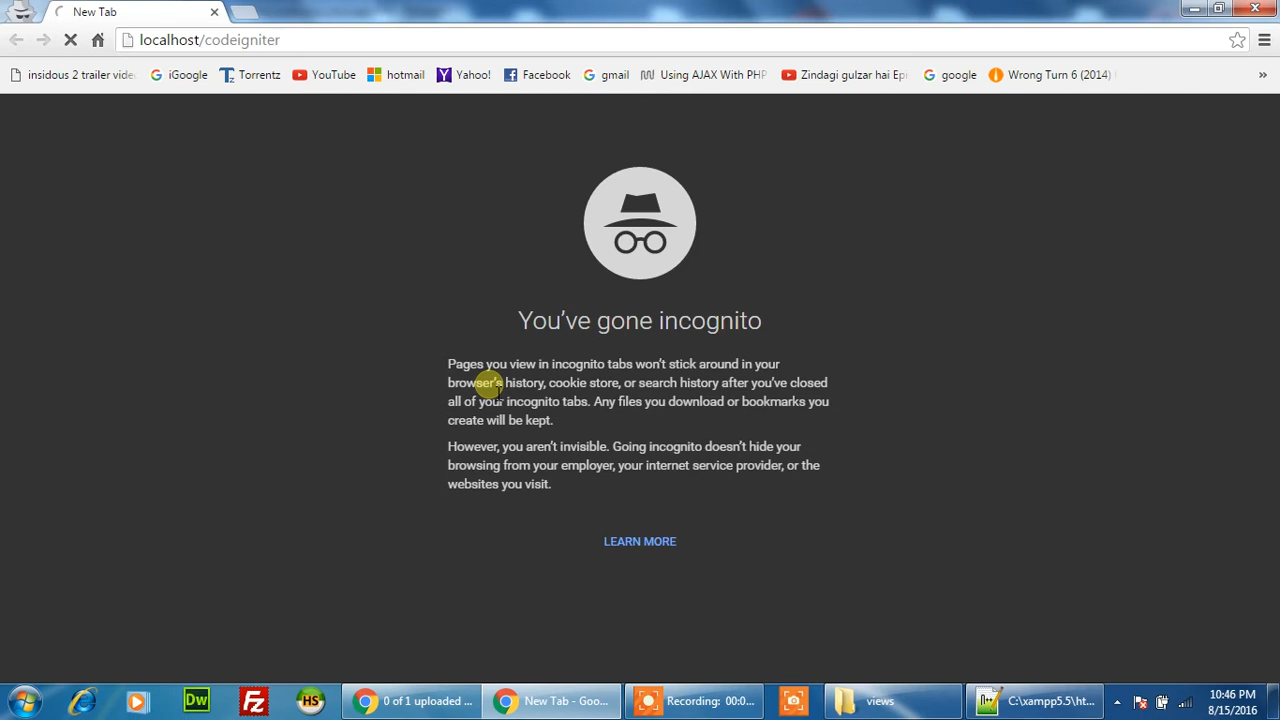 New Tab
localhost/codeigniter
insidous 2 trailer vide
iGoogle
Torrentz
YouTube
hotmail
Yahoo!
Facebook
gmail
Using AJAX With PHP
Zindagi gulzar hai Epi
google
Wrong Turn 6 (2014)
You've gone incognito
Pages you view in incognito tabs won't stick around in your
browser's history, cookie store, or search history after you've closed
all of your incognito tabs. Any files you download or bookmarks you
create will be kept.
However, you aren't invisible. Going incognito doesn't hide your
browsing from your employer, your internet service provider, or the
websites you visit.
LEARN MORE
Dw
Fz
HS
0 of 1 uploaded ...
New Tab - Goo...
Recording: 00:0...
views
C:\xampp5.5\ht...
10:46 PM
8/15/2016